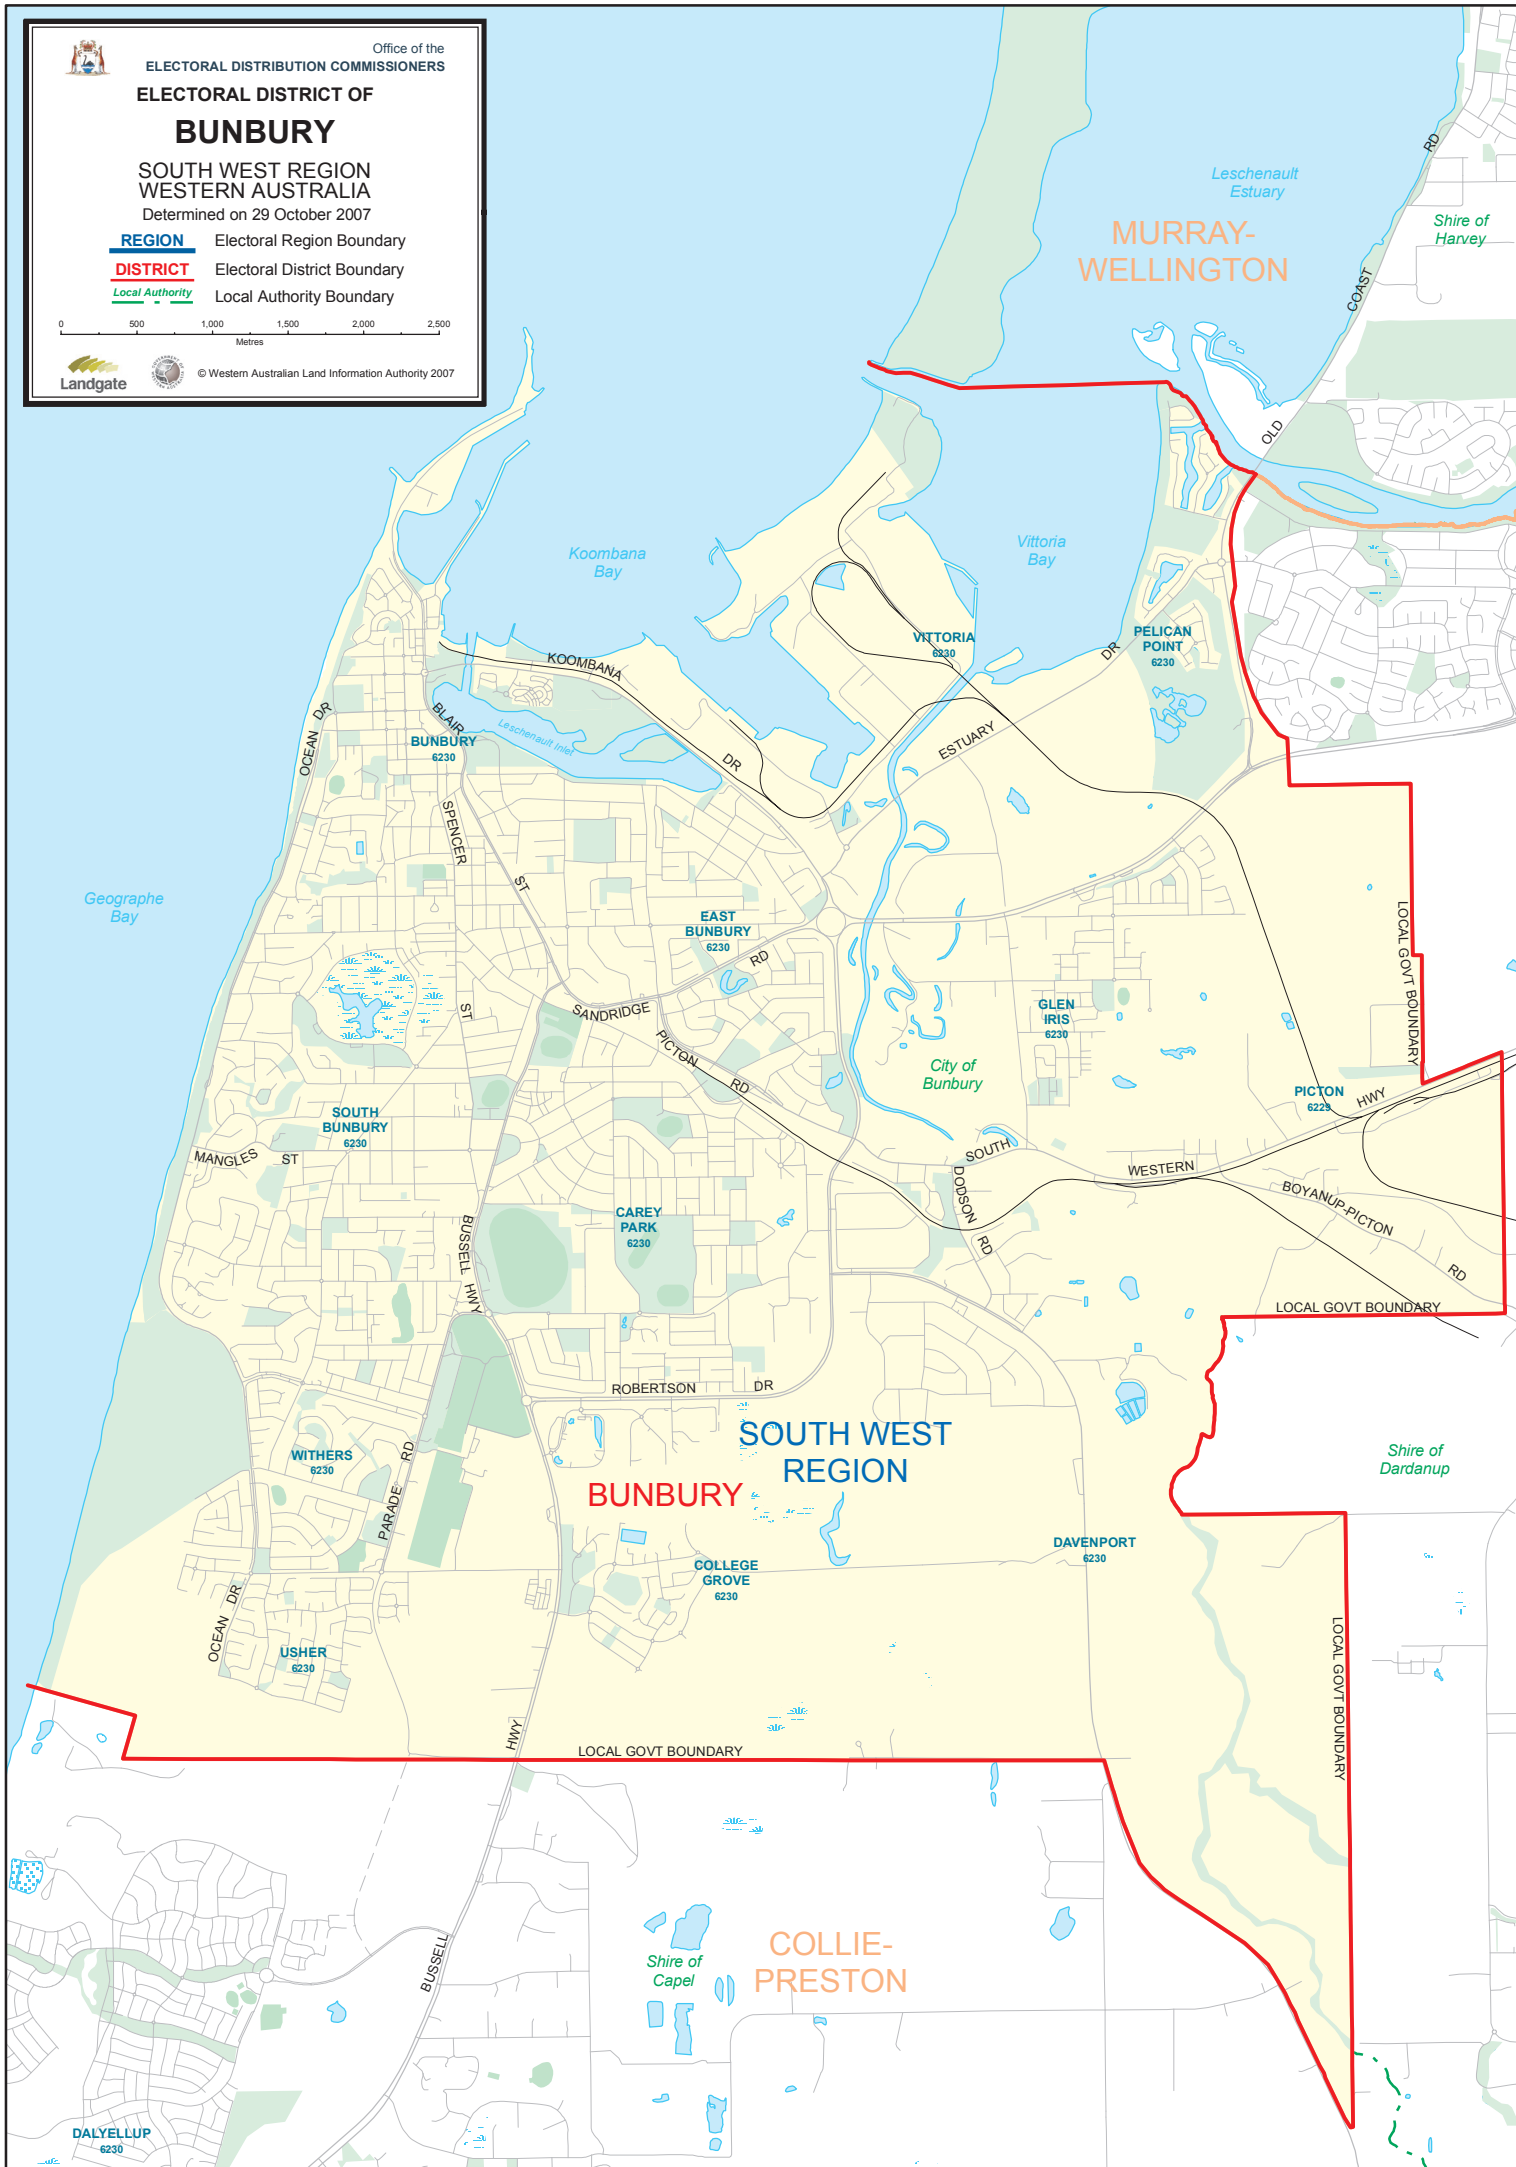 Office of the
ELECTORAL DISTRIBUTION COMMISSIONERS
ELECTORAL DISTRICT OF
BUNBURY
SOUTH WEST REGION
WESTERN AUSTRALIA
Determined on 29 October 2007
REGION Electoral Region Boundary
DISTRICT Electoral District Boundary
Local Authority Local Authority Boundary
0 500 1,000 1,500 2,000 2,500
Metres
Landgate
© Western Australian Land Information Authority 2007
Leschenault
Estuary
MURRAY-
WELLINGTON
Shire of
Harvey
OLD COAST RD
Koombana
Bay
Vittoria
Bay
VITTORIA
6230
PELICAN
POINT
6230
KOOMBANA DR
ESTUARY DR
Leschenault Inlet
OCEAN DR
BLAIR ST
BUNBURY
6230
SPENCER ST
Geographe
Bay
EAST
BUNBURY
6230
SANDRIDGE RD
PICTON RD
GLEN
IRIS
6230
City of
Bunbury
LOCAL GOVT BOUNDARY
PICTON
6229
SOUTH WESTERN HWY
SOUTH
BUNBURY
6230
MANGLES ST
DODSON RD
BOYANUP-PICTON RD
CAREY
PARK
6230
BUSSELL HWY
LOCAL GOVT BOUNDARY
ROBERTSON DR
SOUTH WEST
REGION
BUNBURY
WITHERS
6230
PARADE RD
Shire of
Dardanup
COLLEGE
GROVE
6230
DAVENPORT
6230
OCEAN DR
USHER
6230
LOCAL GOVT BOUNDARY
LOCAL GOVT BOUNDARY
BUSSELL HWY
COLLIE-
PRESTON
Shire of
Capel
DALYELLUP
6230